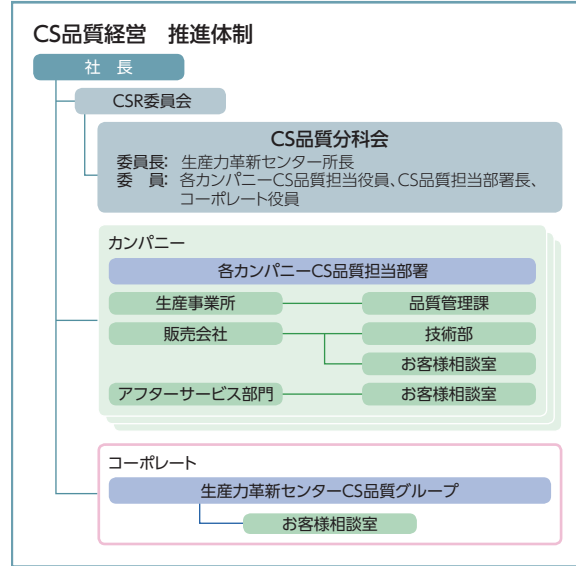 CS品質経営　推進体制
社　長
CSR委員会
CS品質分科会
委員長：生産力革新センター所長
委　員：各カンパニーCS品質担当役員、CS品質担当部署長、
コーポレート役員
カンパニー
各カンパニーCS品質担当部署
生産事業所　品質管理課
販売会社　技術部
お客様相談室
アフターサービス部門　お客様相談室
コーポレート
生産力革新センターCS品質グループ
お客様相談室